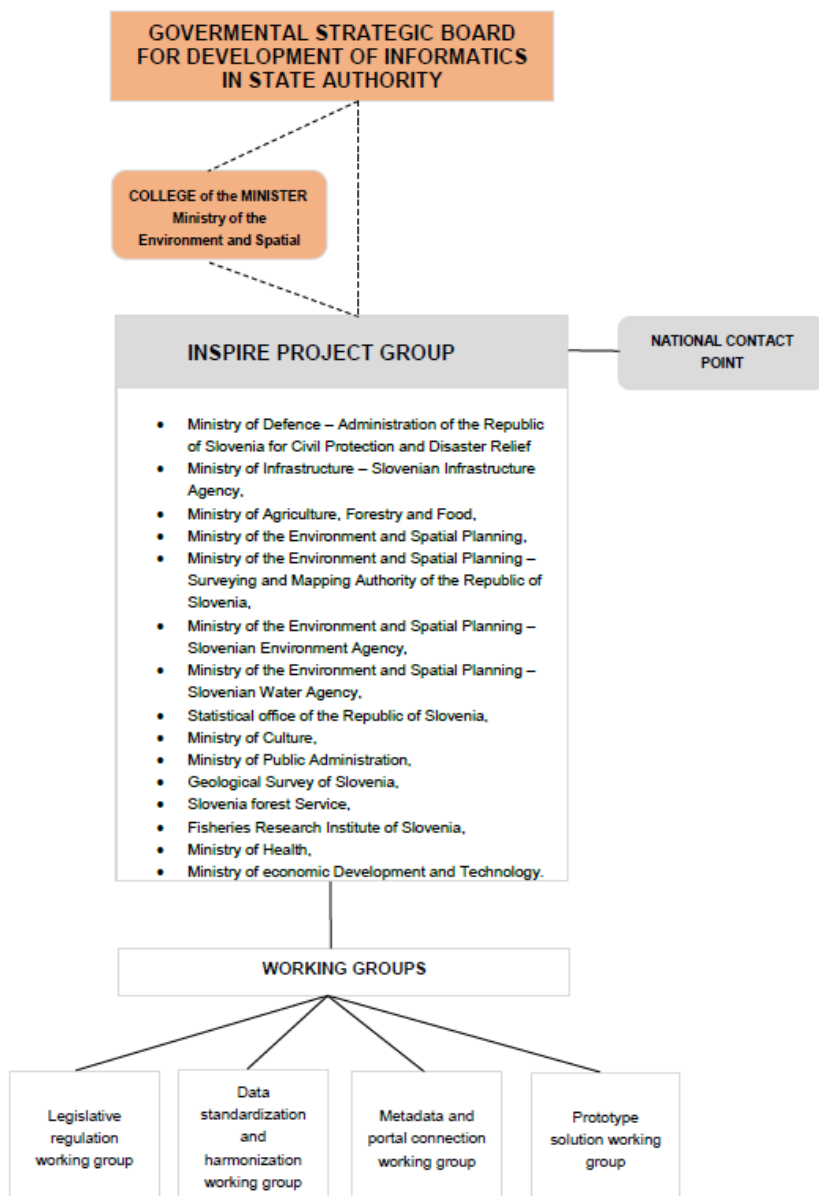 GOVERMENTAL STRATEGIC BOARD
FOR DEVELOPMENT OF INFORMATICS
IN STATE AUTHORITY
COLLEGE of the MINISTER
Ministry of the
Environment and Spatial
INSPIRE PROJECT GROUP
NATIONAL CONTACT
POINT
• Ministry of Defence – Administration of the Republic
of Slovenia for Civil Protection and Disaster Relief
• Ministry of Infrastructure – Slovenian Infrastructure
Agency,
• Ministry of Agriculture, Forestry and Food,
• Ministry of the Environment and Spatial Planning,
• Ministry of the Environment and Spatial Planning –
Surveying and Mapping Authority of the Republic of
Slovenia,
• Ministry of the Environment and Spatial Planning –
Slovenian Environment Agency,
• Ministry of the Environment and Spatial Planning –
Slovenian Water Agency,
• Statistical office of the Republic of Slovenia,
• Ministry of Culture,
• Ministry of Public Administration,
• Geological Survey of Slovenia,
• Slovenia forest Service,
• Fisheries Research Institute of Slovenia,
• Ministry of Health,
• Ministry of economic Development and Technology.
WORKING GROUPS
Legislative
regulation
working group
Data
standardization
and
harmonization
working group
Metadata and
portal connection
working group
Prototype
solution working
group